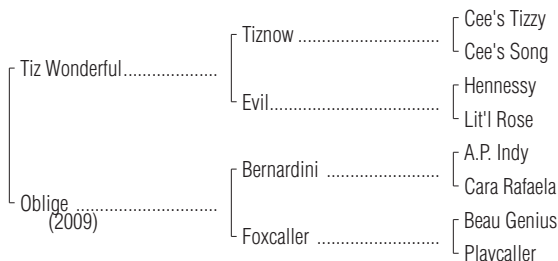 Cee's Tizzy
Tiznow ..................................
Cee's Song
Tiz Wonderful......................
Hennessy
Evil.........................................
Lit'l Rose
A.P. Indy
Bernardini ...........................
Cara Rafaela
Oblige .................................
(2009)
Beau Genius
Foxcaller .............................
Playcaller